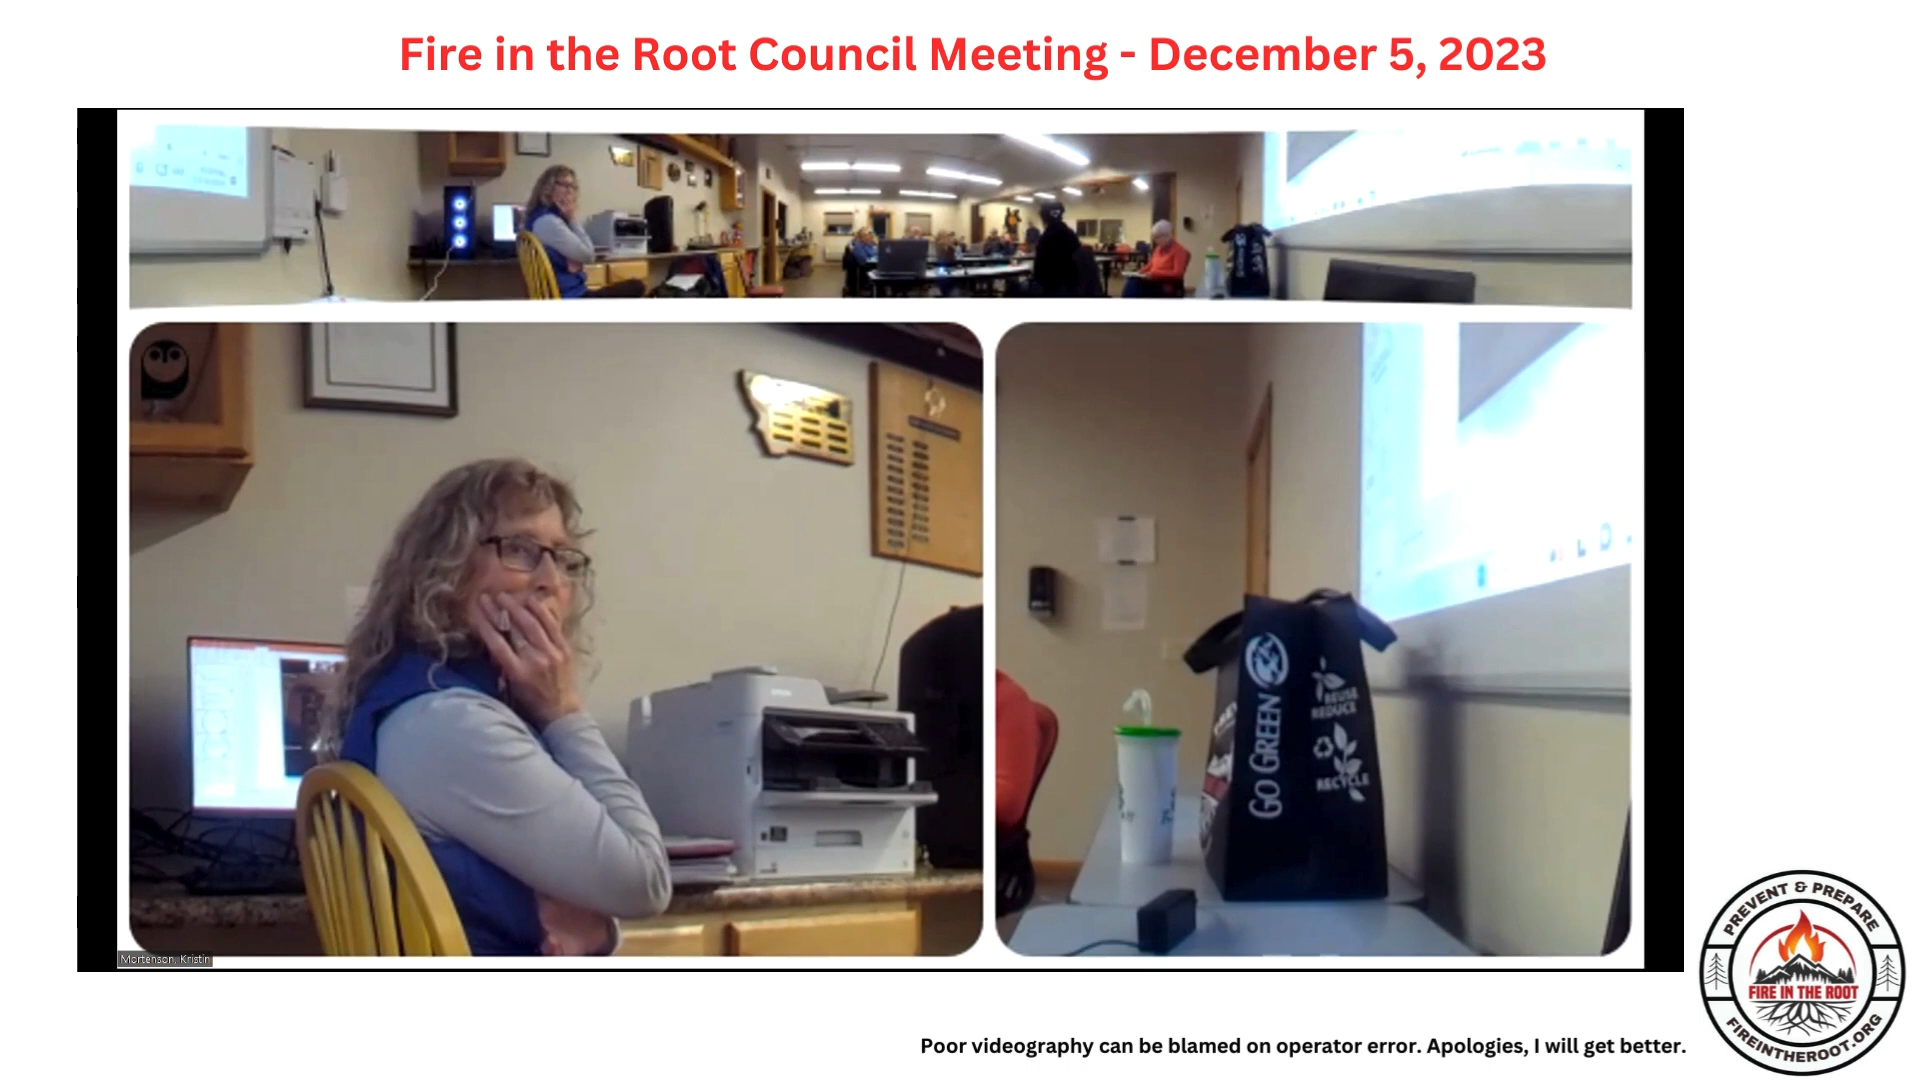 Fire in the Root Council Meeting - December 5, 2023
EPSON
GO GREEN
REUSE
REDUCE
RECYCLE
Mortenson, Kristin
PREVENT & PREPARE
FIRE IN THE ROOT
FIREINTHEROOT.ORG
Poor videography can be blamed on operator error. Apologies, I will get better.